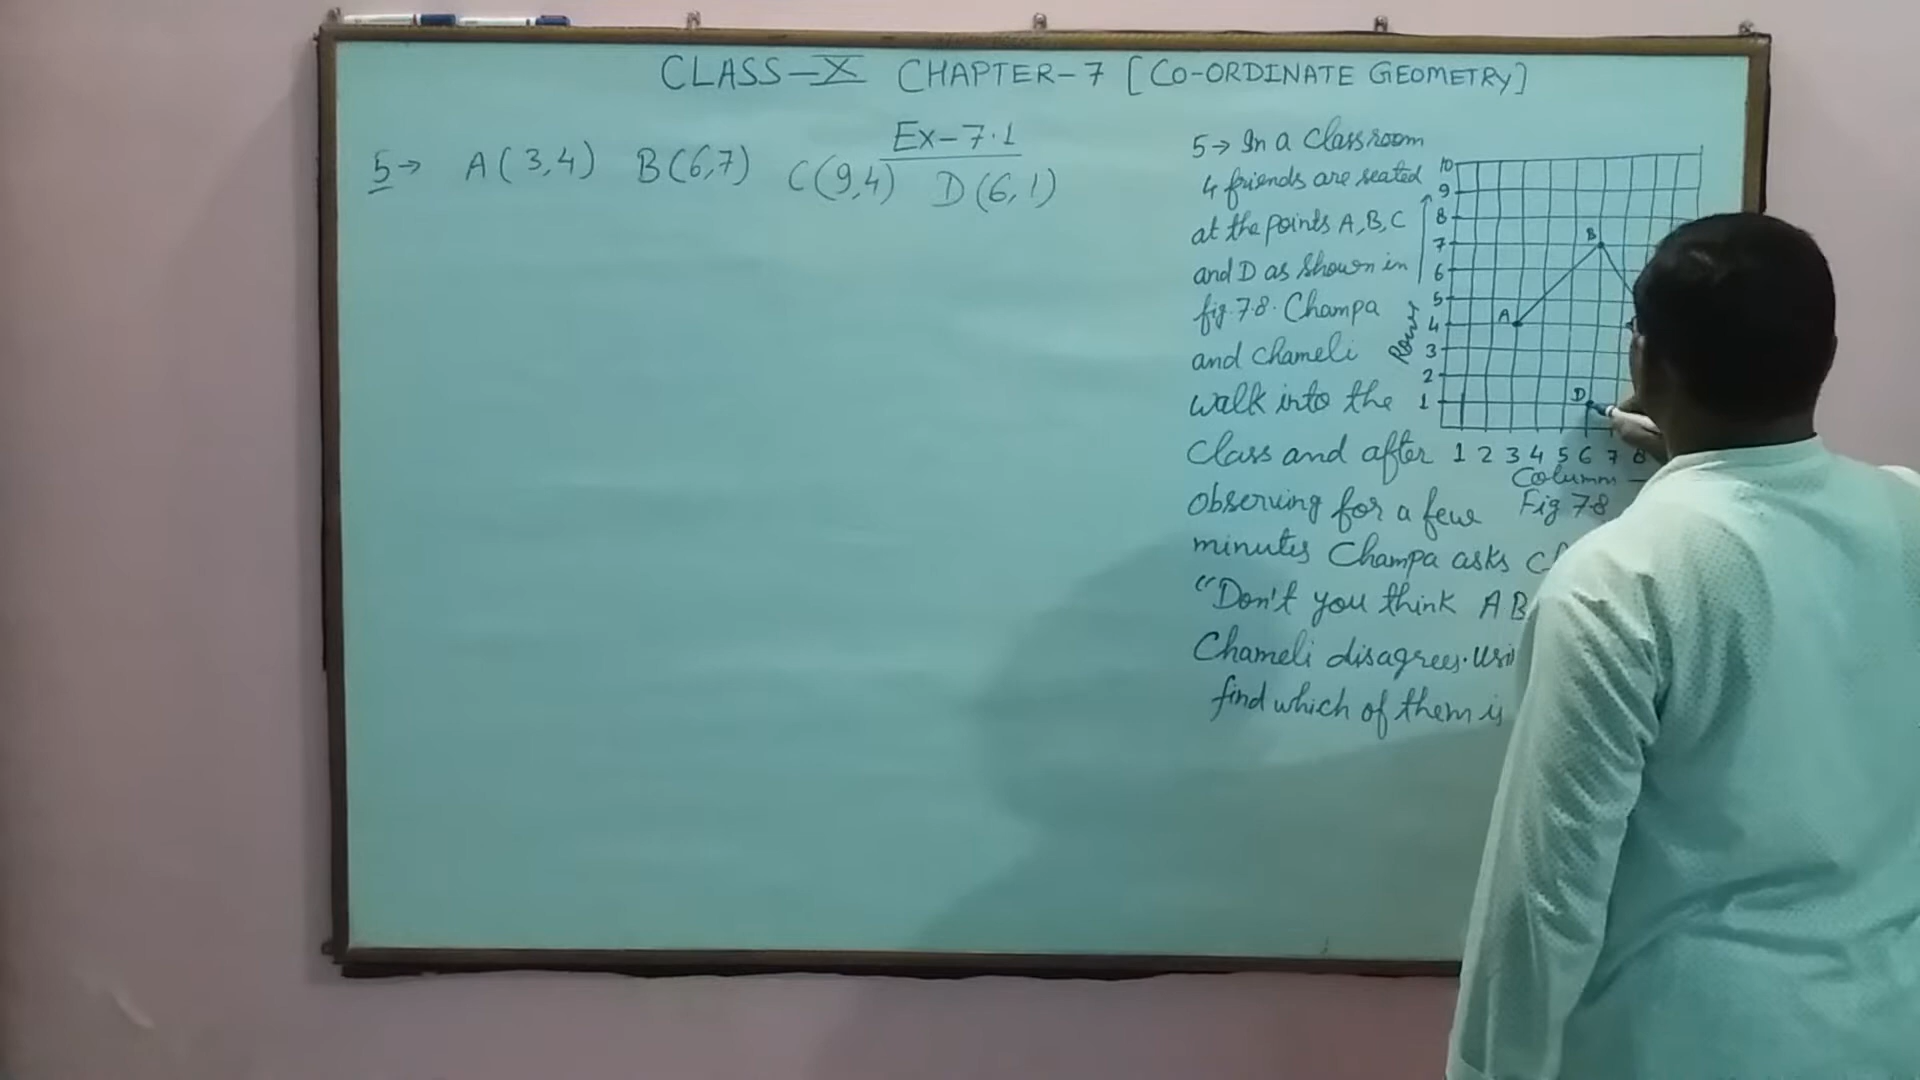 CLASS-X CHAPTER-7 [CO-ORDINATE GEOMETRY]
Ex-7.1
5→ A(3,4) B(6,7) C(9,4) D(6,1)
5→ In a Classroom
4 friends are seated
at the points A,B,C
and D as shown in
fig.7.8. Champa
and Chameli
walk into the
Class and after
observing for a few
minutes Champa asks
"Don't you think AB
Chameli disagrees.
find which of them is
10
9
8
7
6
5
4
3
2
1
Rows
B
A
D
1 2 3 4 5 6 7 8
Column
Fig 7.8